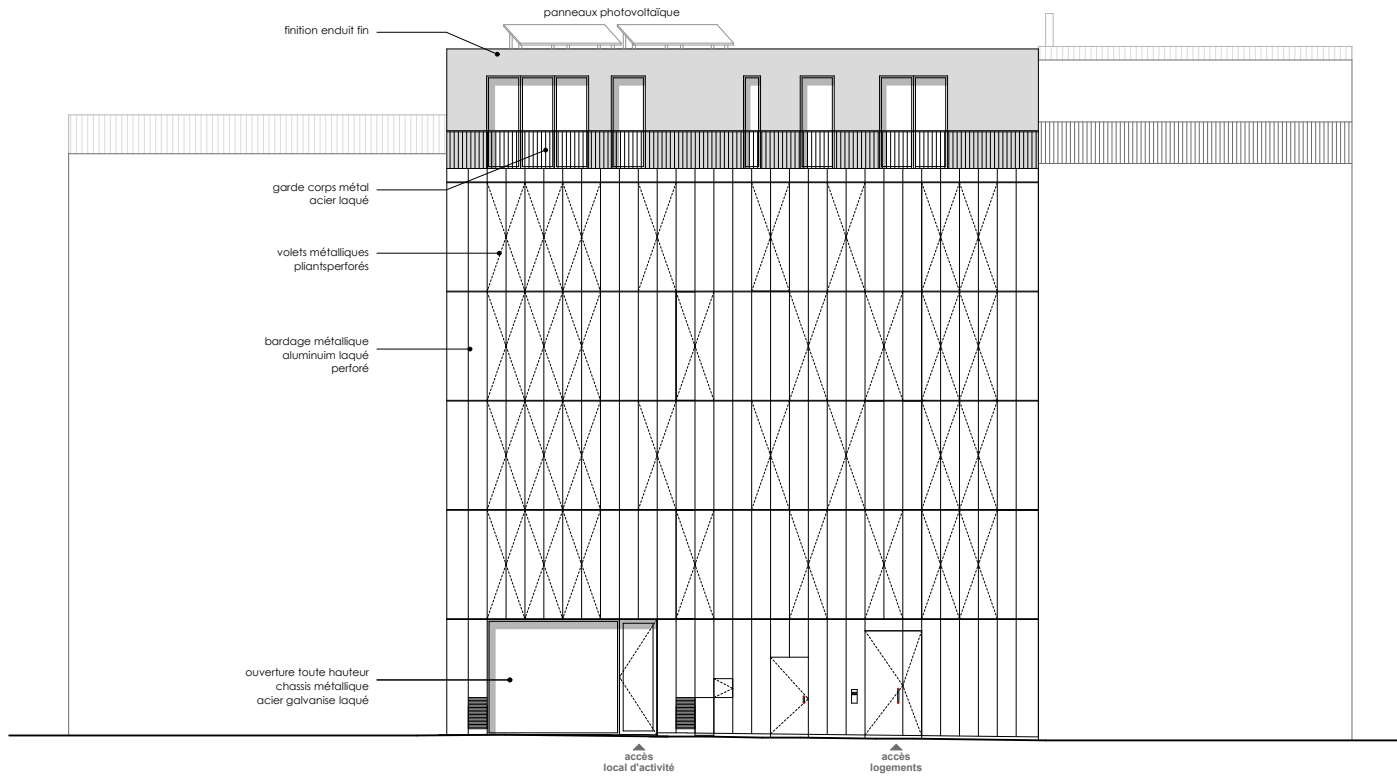 panneaux photovoltaïque
finition enduit fin
garde corps métal
acier laqué
volets métalliques
pliantsperforés
bardage métallique
aluminuim laqué
perforé
ouverture toute hauteur
chassis métallique
acier galvanise laqué
accès
local d'activité
accès
logements